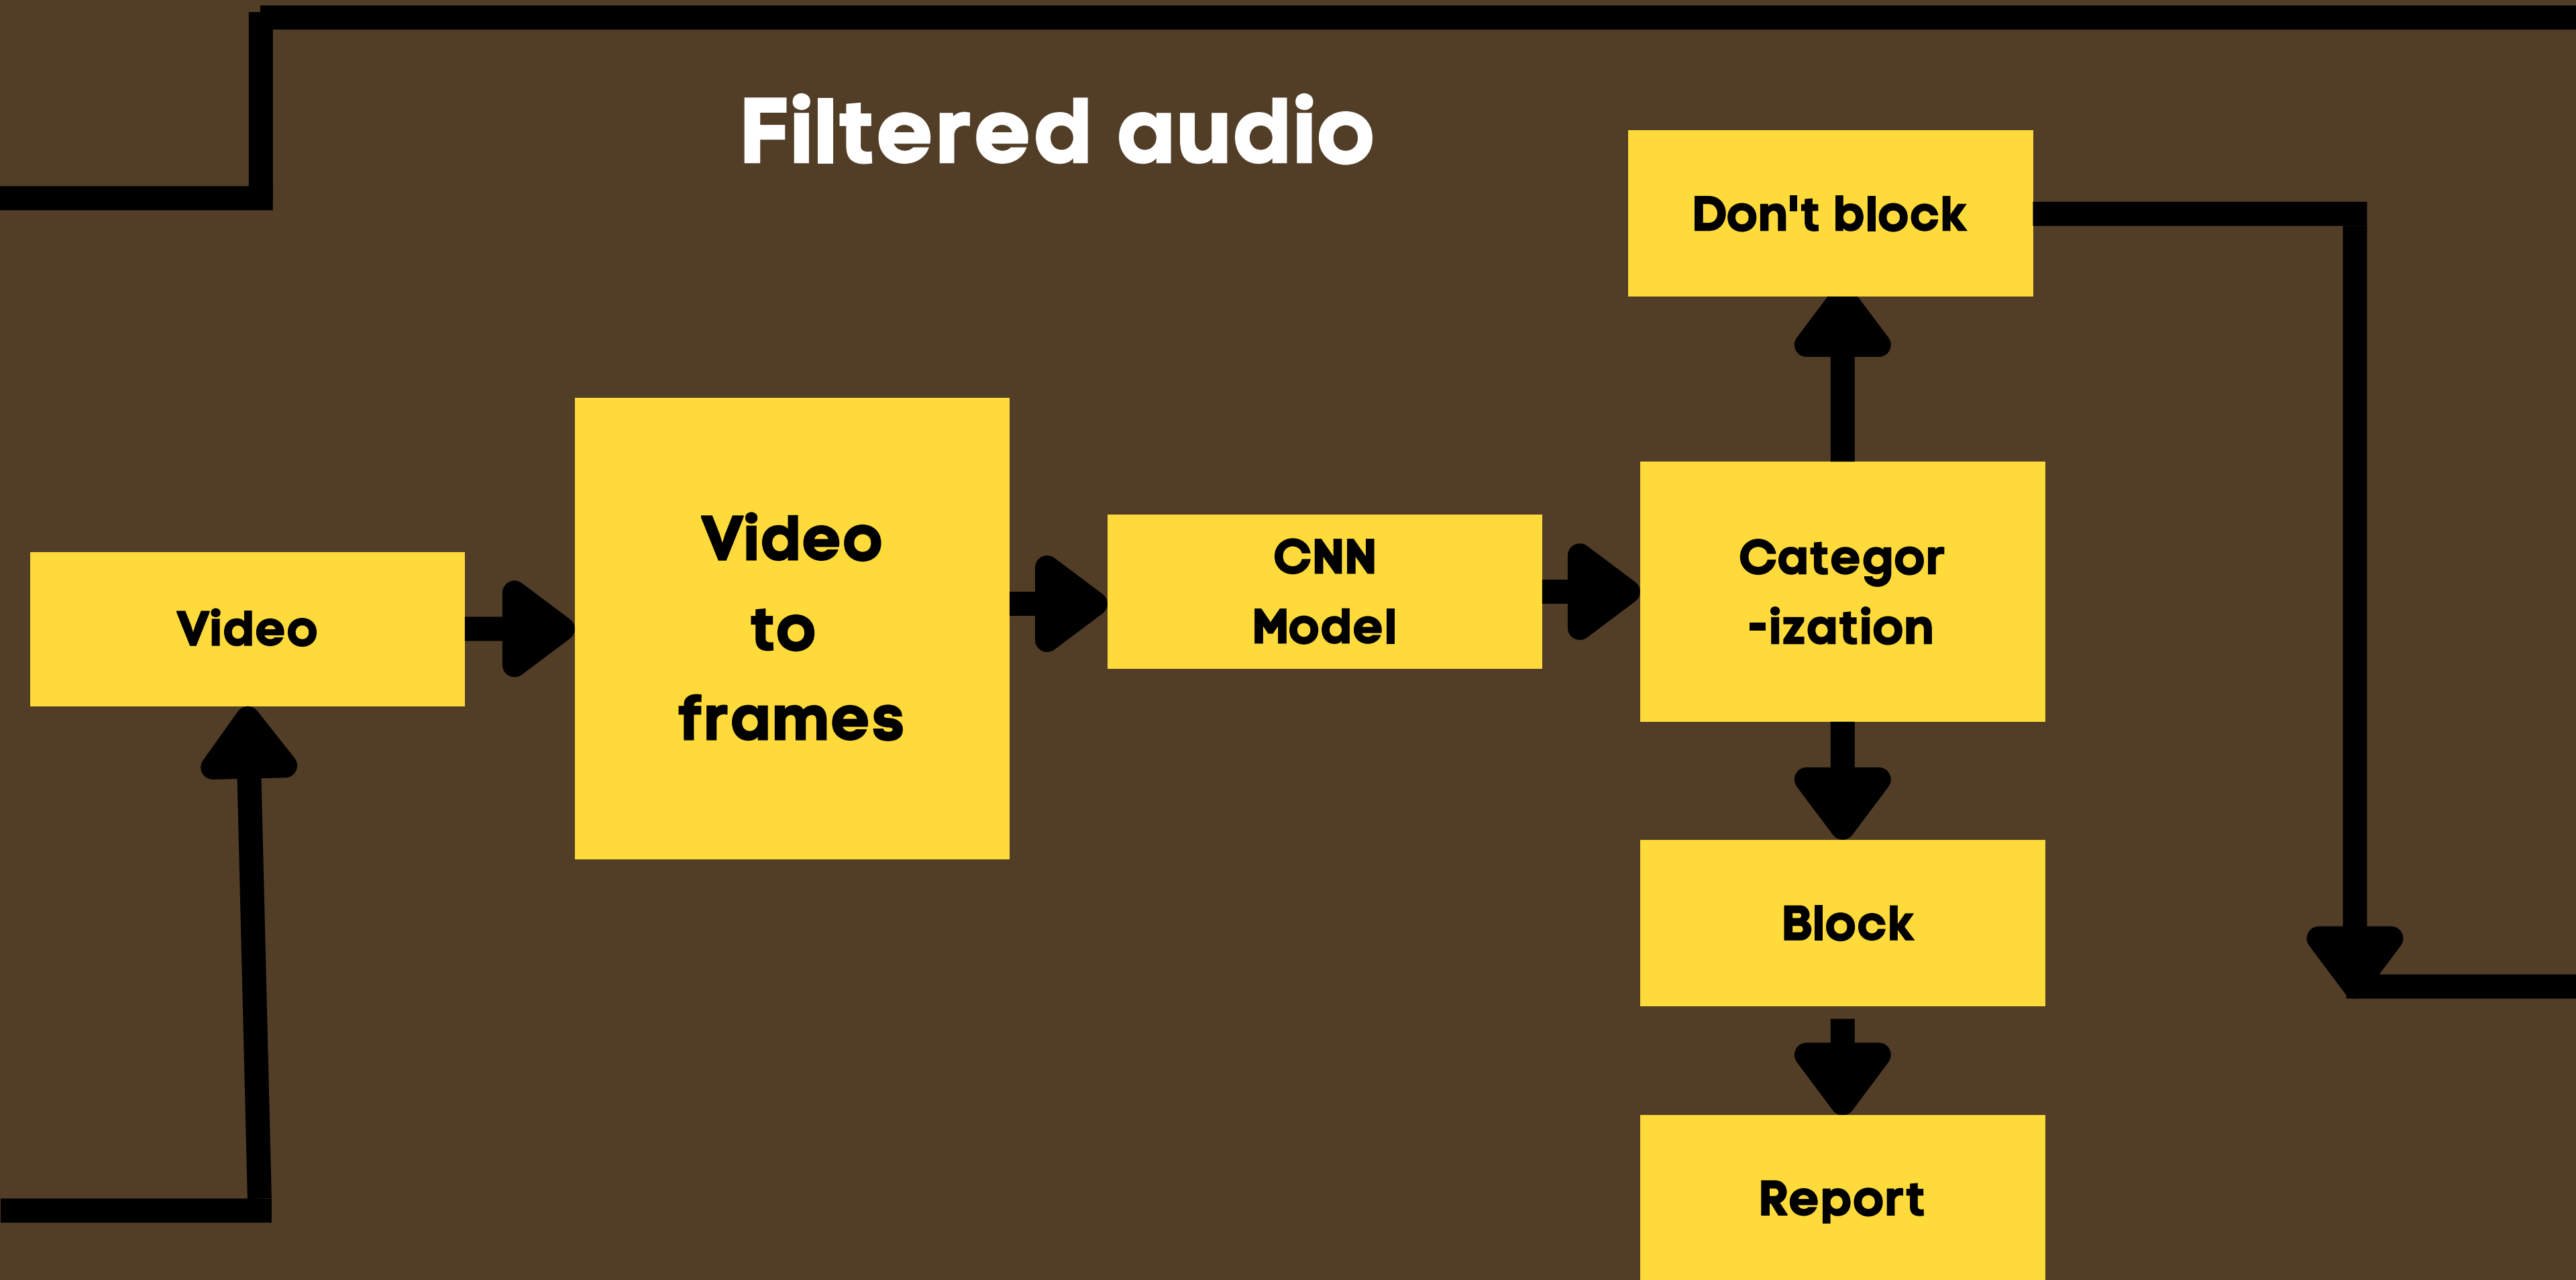 Filtered audio
Don't block
Video
Video
to
frames
CNN
Model
Categor
-ization
Block
Report